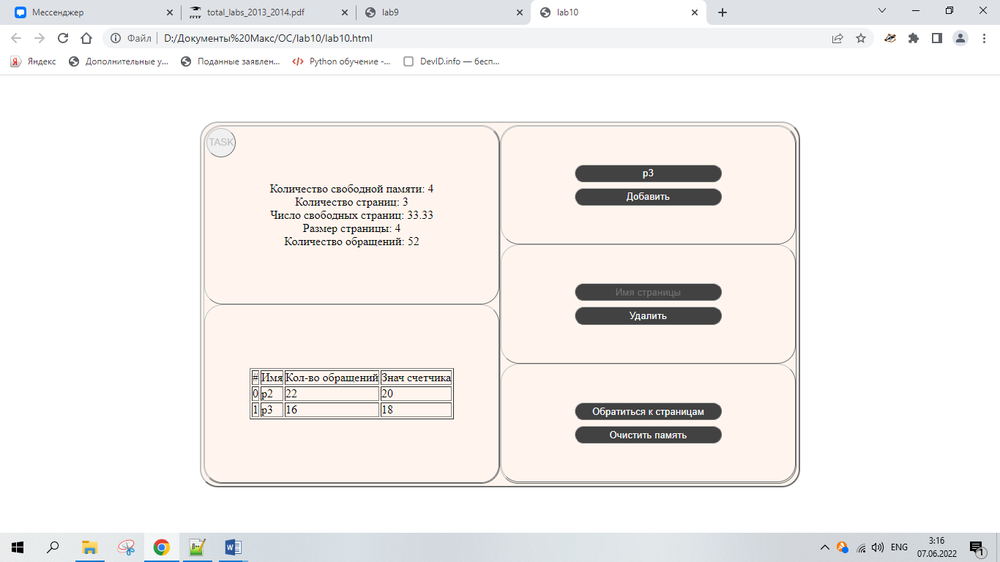 Мессенджер
total_labs_2013_2014.pdf
lab9
lab10
Файл
D:/Документы%20Макс/ОС/lab10/lab10.html
Яндекс
Дополнительные у...
Поданные заявлен...
Python обучение -...
DevID.info — бесп...
TASK
Количество свободной памяти: 4
Количество страниц: 3
Число свободных страниц: 33.33
Размер страницы: 4
Количество обращений: 52
# Имя Кол-во обращений Знач счетчика
0 p2 22 20
1 p3 16 18
p3
Добавить
Имя страницы
Удалить
Обратиться к страницам
Очистить память
ENG
3:16
07.06.2022
1